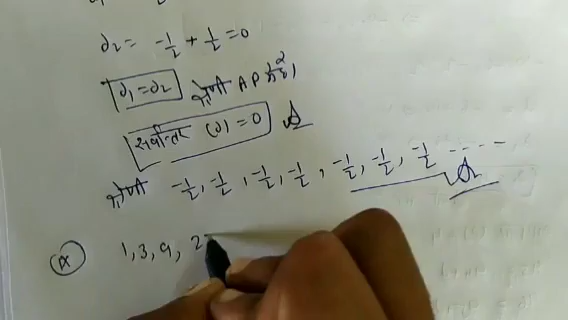 d₂ = -1/2 + 1/2 = 0
d₁ = d₂ श्रेणी A P है।
सर्वान्तर (d) = 0
श्रेणी -1/2, -1/2, -1/2, -1/2, -1/2, -1/2, -1/2 -----
1, 3, 9, 2